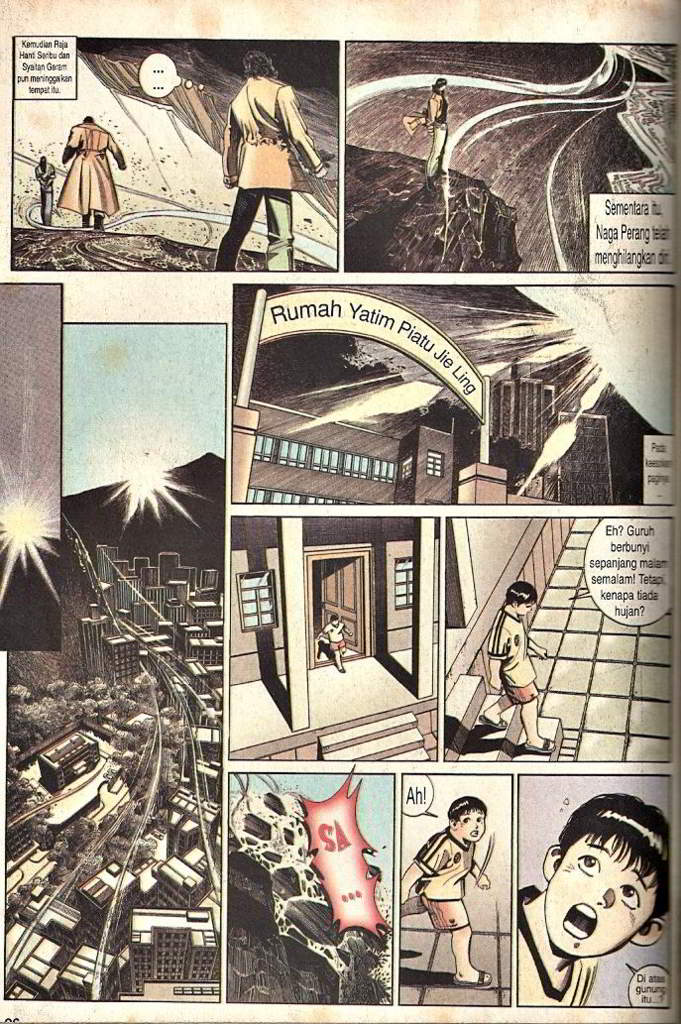 Kemudian Raja
Hanti Seribu dan
Syaitan Geram
pun meninggalkan
tempat itu.
...
...
Sementara itu,
Naga Perang telah
menghilangkan diri.
Rumah Yatim Piatu Jie Ling
Pada
keesokan
paginya
...
Eh? Guruh
berbunyi
sepanjang malam
semalam! Tetapi,
kenapa tiada
hujan?
SA
...
Ah!
Di atas
gunung
itu...?